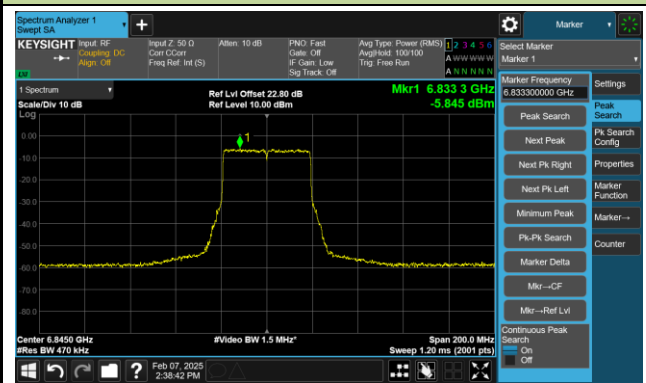 Spectrum Analyzer 1
Swept SA
Marker
KEYSIGHT
Input: RF
Coupling: DC
Align: Off
Input Z: 50 Ω
Corr CCorr
Freq Ref: Int (S)
Atten: 10 dB
PNO: Fast
Gate: Off
IF Gain: Low
Sig Track: Off
Avg Type: Power (RMS)
Avg|Hold: 100/100
Trig: Free Run
1 2 3 4 5 6
A W W W W W
A N N N N N
Select Marker
Marker 1
1 Spectrum
Scale/Div 10 dB
Log
Ref Lvl Offset 22.80 dB
Ref Level 10.00 dBm
Mkr1 6.833 3 GHz
-5.845 dBm
1
0.00
-10.0
-20.0
-30.0
-40.0
-50.0
-60.0
-70.0
-80.0
Center 6.8450 GHz
#Res BW 470 kHz
#Video BW 1.5 MHz*
Span 200.0 MHz
Sweep 1.20 ms (2001 pts)
Marker Frequency
6.833300000 GHz
Peak Search
Next Peak
Next Pk Right
Next Pk Left
Minimum Peak
Pk-Pk Search
Marker Delta
Mkr→CF
Mkr→Ref Lvl
Continuous Peak
Search
On
Off
Settings
Peak
Search
Pk Search
Config
Properties
Marker
Function
Marker→
Counter
?
Feb 07, 2025
2:38:42 PM